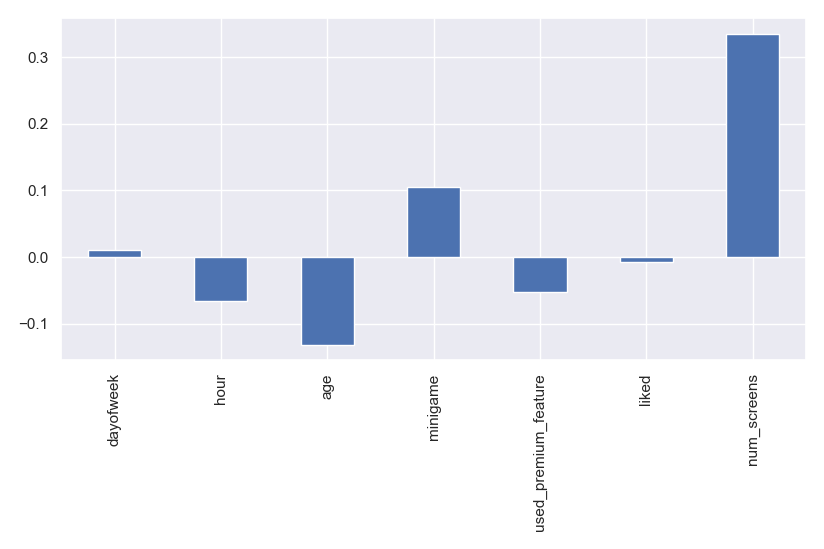 0.3
0.2
0.1
0.0
−0.1
dayofweek
hour
age
minigame
used_premium_feature
liked
num_screens